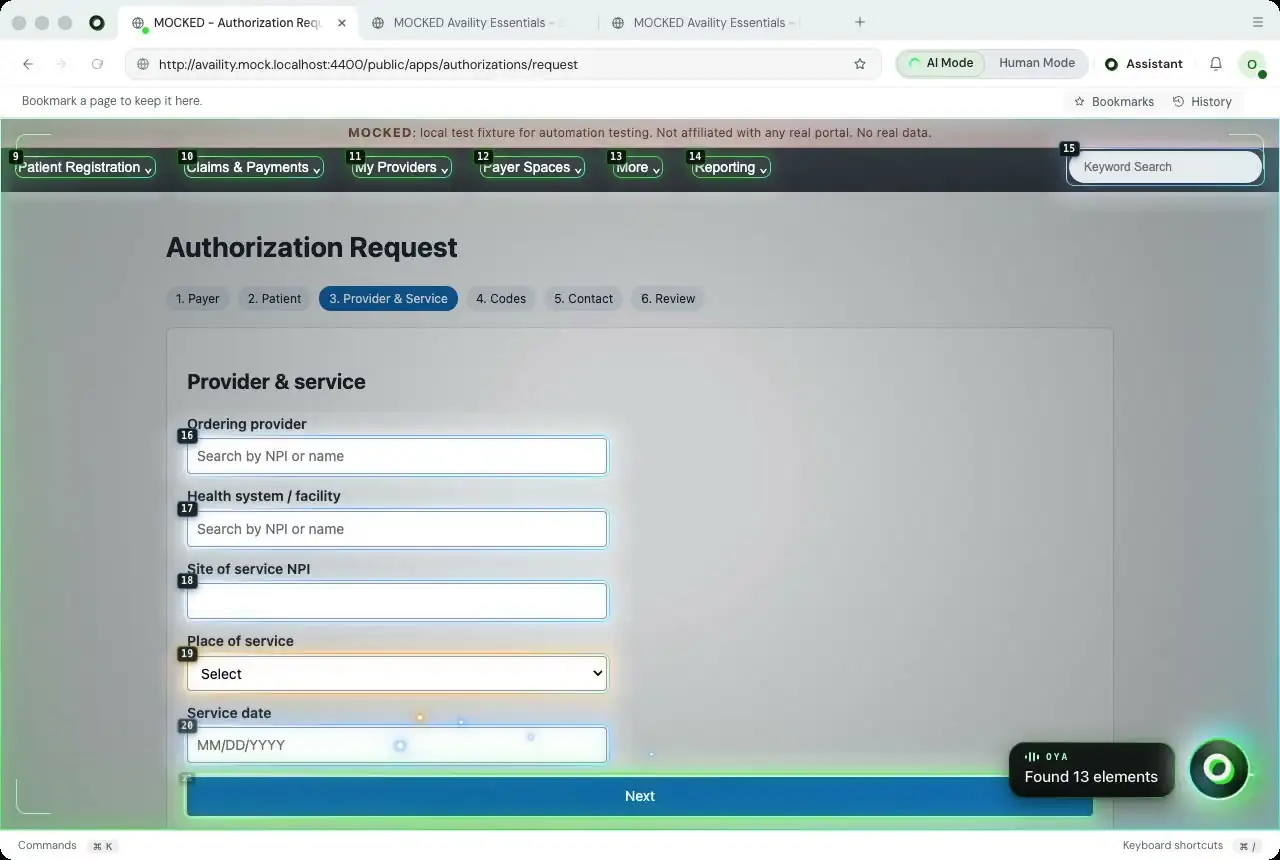 MOCKED - Authorization Requ
MOCKED Availity Essentials -
MOCKED Availity Essentials -
http://availity.mock.localhost:4400/public/apps/authorizations/request
AI Mode
Human Mode
Assistant
O
Bookmark a page to keep it here.
Bookmarks
History
MOCKED: local test fixture for automation testing. Not affiliated with any real portal. No real data.
9 Patient Registration
10 Claims & Payments
11 My Providers
12 Payer Spaces
13 More
14 Reporting
15 Keyword Search
Authorization Request
1. Payer
2. Patient
3. Provider & Service
4. Codes
5. Contact
6. Review
Provider & service
Ordering provider
16
Search by NPI or name
Health system / facility
17
Search by NPI or name
Site of service NPI
18
Place of service
19
Select
Service date
20
MM/DD/YYYY
Next
OYA
Found 13 elements
Commands ⌘ K
Keyboard shortcuts ⌘ /